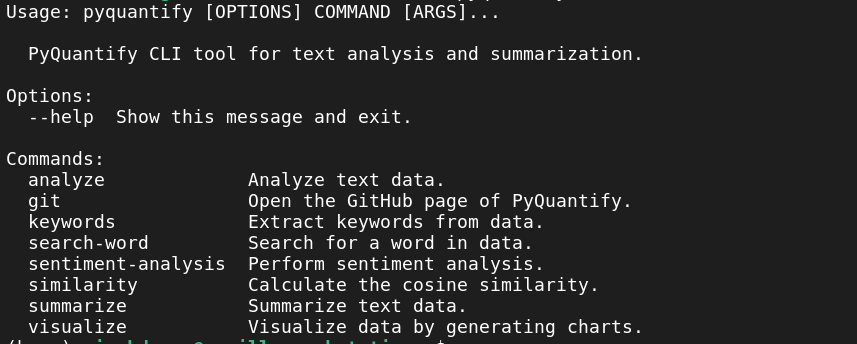 Usage: pyquantify [OPTIONS] COMMAND [ARGS]...
PyQuantify CLI tool for text analysis and summarization.
Options:
--help  Show this message and exit.
Commands:
analyze             Analyze text data.
git                 Open the GitHub page of PyQuantify.
keywords            Extract keywords from data.
search-word         Search for a word in data.
sentiment-analysis  Perform sentiment analysis.
similarity          Calculate the cosine similarity.
summarize           Summarize text data.
visualize           Visualize data by generating charts.